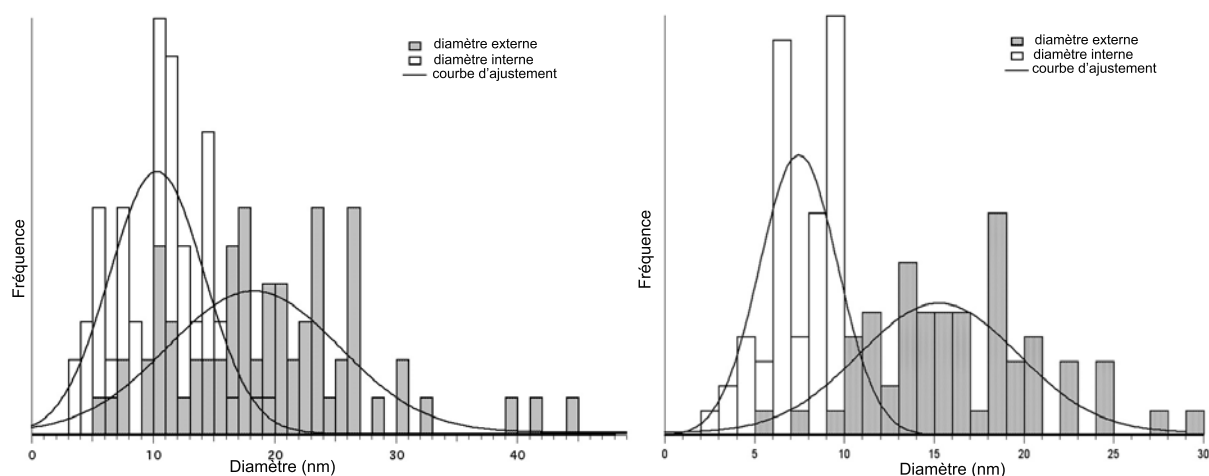 diamètre externe
diamètre interne
courbe d'ajustement
Fréquence
0 10 20 30 40
Diamètre (nm)
diamètre externe
diamètre interne
courbe d'ajustement
Fréquence
0 5 10 15 20 25 30
Diamètre (nm)